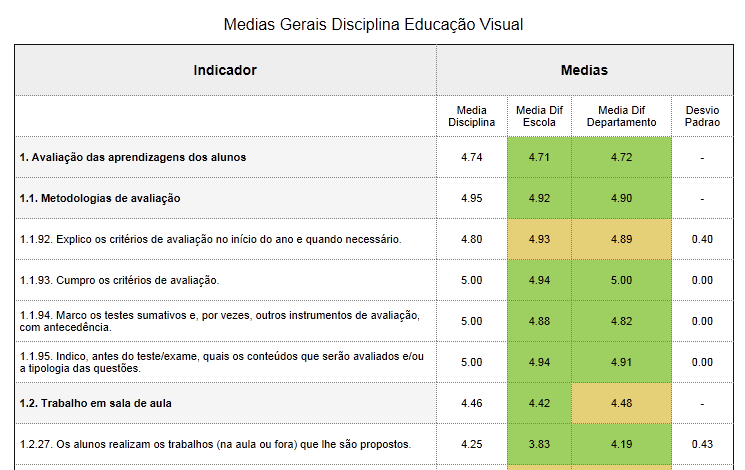 Medias Gerais Disciplina Educação Visual
Indicador Medias
Media Disciplina Media Dif Escola Media Dif Departamento Desvio Padrao
1. Avaliação das aprendizagens dos alunos 4.74 4.71 4.72 -
1.1. Metodologias de avaliação 4.95 4.92 4.90 -
1.1.92. Explico os critérios de avaliação no início do ano e quando necessário. 4.80 4.93 4.89 0.40
1.1.93. Cumpro os critérios de avaliação. 5.00 4.94 5.00 0.00
1.1.94. Marco os testes sumativos e, por vezes, outros instrumentos de avaliação,
com antecedência. 5.00 4.88 4.82 0.00
1.1.95. Indico, antes do teste/exame, quais os conteúdos que serão avaliados e/ou
a tipologia das questões. 5.00 4.94 4.91 0.00
1.2. Trabalho em sala de aula 4.46 4.42 4.48 -
1.2.27. Os alunos realizam os trabalhos (na aula ou fora) que lhe são propostos. 4.25 3.83 4.19 0.43